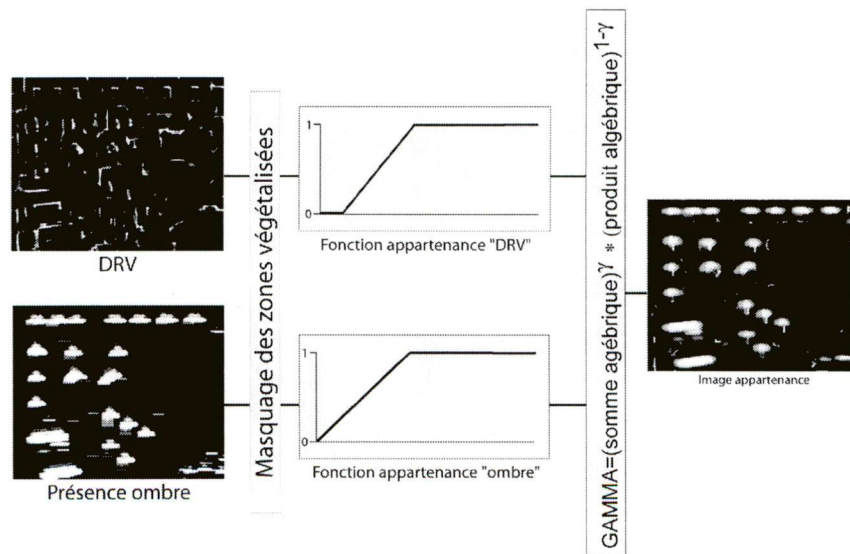 DRV
Présence ombre
Masquage des zones végétalisées
1
0
Fonction appartenance "DRV"
1
0
Fonction appartenance "ombre"
GAMMA=(somme agébrique)^γ * (produit algébrique)^1-γ
Image appartenance